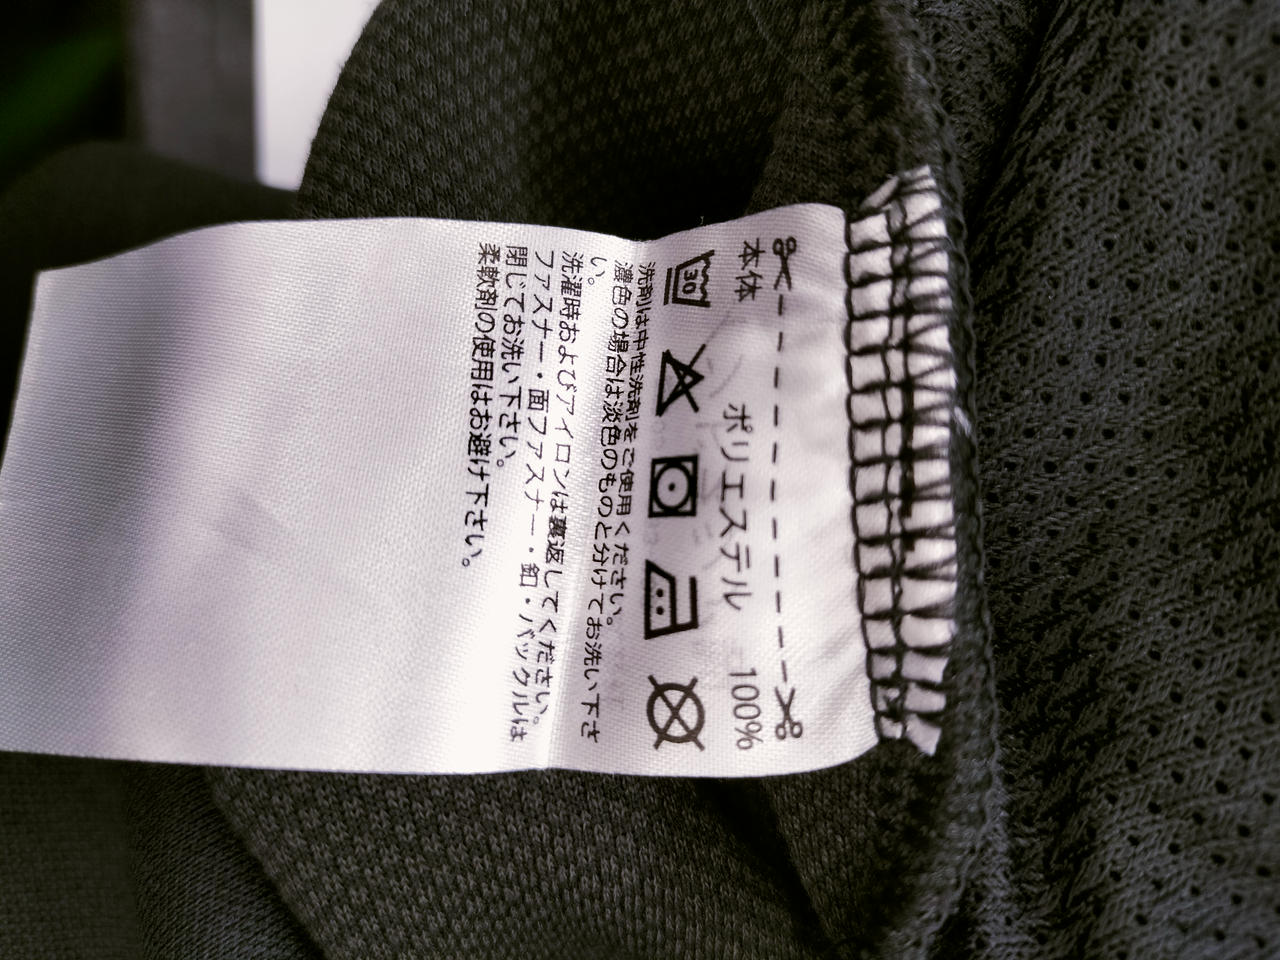 本体
ポリエステル 100%
30
洗剤は中性洗剤をご使用ください。
濃色の場合は淡色のものと分けてお洗い下さ
い。
洗濯時およびアイロンは裏返してください。
ファスナー・面ファスナー・釦・バックルは
閉じてお洗い下さい。
柔軟剤の使用はお避け下さい。